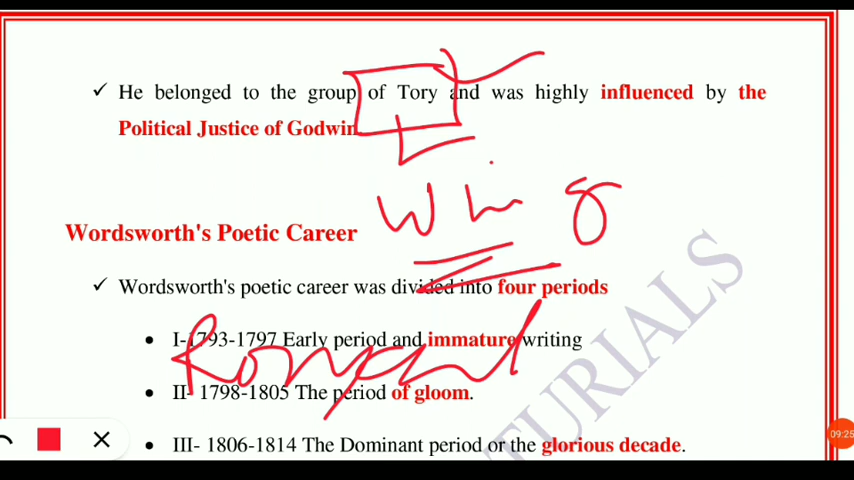 ✓ He belonged to the group of Tory and was highly influenced by the
Political Justice of Godwin.
Whig
Wordsworth's Poetic Career
✓ Wordsworth's poetic career was divided into four periods
• I-1793-1797 Early period and immature writing
• II- 1798-1805 The period of gloom.
• III- 1806-1814 The Dominant period or the glorious decade.
TURIALS
09:25